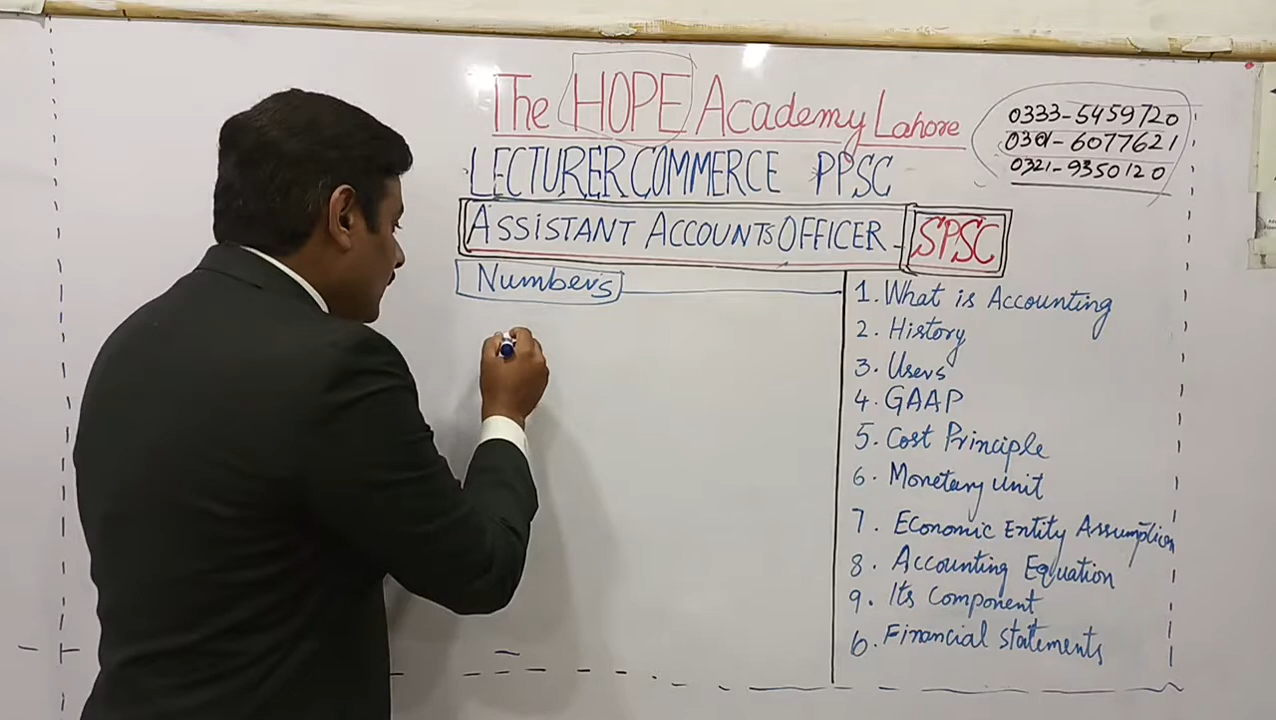 The HOPE Academy Lahore
0333-5459720
0301-6077621
0321-9350120
LECTURER COMMERCE PPSC
ASSISTANT ACCOUNTS OFFICER - SPSC
Numbers
1. What is Accounting
2. History
3. Users
4. GAAP
5. Cost Principle
6. Monetary unit
7. Economic Entity Assumption
8. Accounting Equation
9. Its Component
10. Financial statements